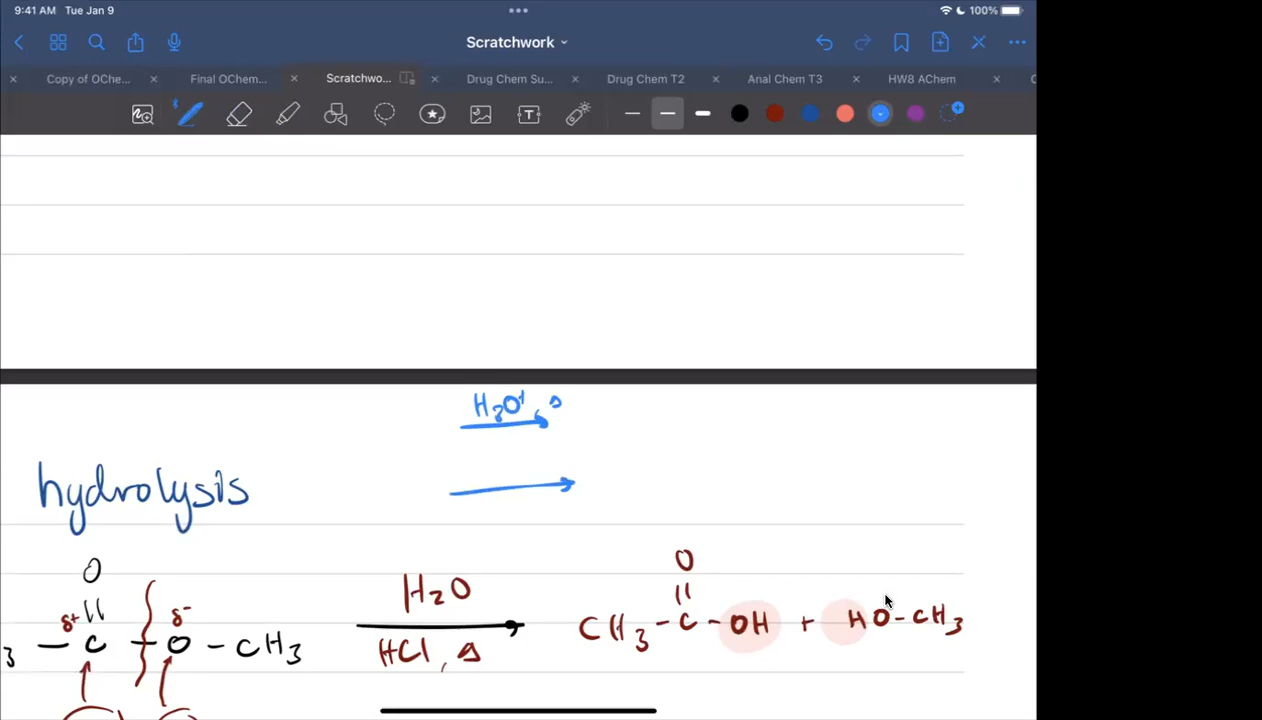 9:41 AM Tue Jan 9
100%
Scratchwork
Copy of OChe...
Final OChem...
Scratchwo...
Drug Chem Su...
Drug Chem T2
Anal Chem T3
HW8 AChem
H₃O⁺, Δ
hydrolysis
O
O
H₂O
δ+
δ-
3 — C — O — CH₃
HCl, Δ
CH₃ - C - OH + HO - CH₃